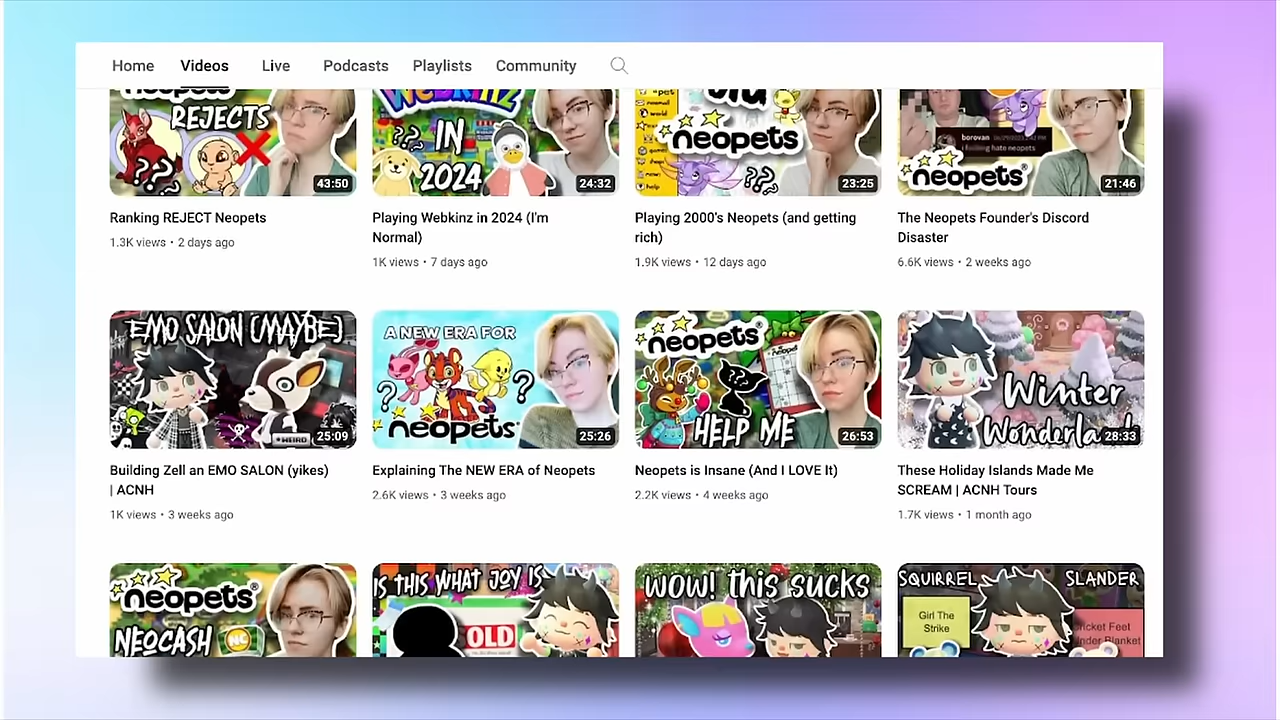 Home Videos Live Podcasts Playlists Community
neopets
REJECTS
???
43:50
WEBKINZ
??
IN
2024
24:32
neopets
???
23:25
borovan
neopets
21:46
Ranking REJECT Neopets
1.3K views • 2 days ago
Playing Webkinz in 2024 (I'm
Normal)
1K views • 7 days ago
Playing 2000's Neopets (and getting
rich)
1.9K views • 12 days ago
The Neopets Founder's Discord
Disaster
6.6K views • 2 weeks ago
EMO SALON (MAYBE)
WEIRD
25:09
A NEW ERA FOR
? ?
neopets
25:26
neopets
???
HELP ME
26:53
Winter
Wonderla
28:33
Building Zell an EMO SALON (yikes)
| ACNH
1K views • 3 weeks ago
Explaining The NEW ERA of Neopets
2.6K views • 3 weeks ago
Neopets is Insane (And I LOVE It)
2.2K views • 4 weeks ago
These Holiday Islands Made Me
SCREAM | ACNH Tours
1.7K views • 1 month ago
neopets
NEOCASH
NC
IS THIS WHAT JOY IS
OLD
WOW! this sucks
SQUIRREL SLANDER
Girl The
Strike
Feet
Blanket